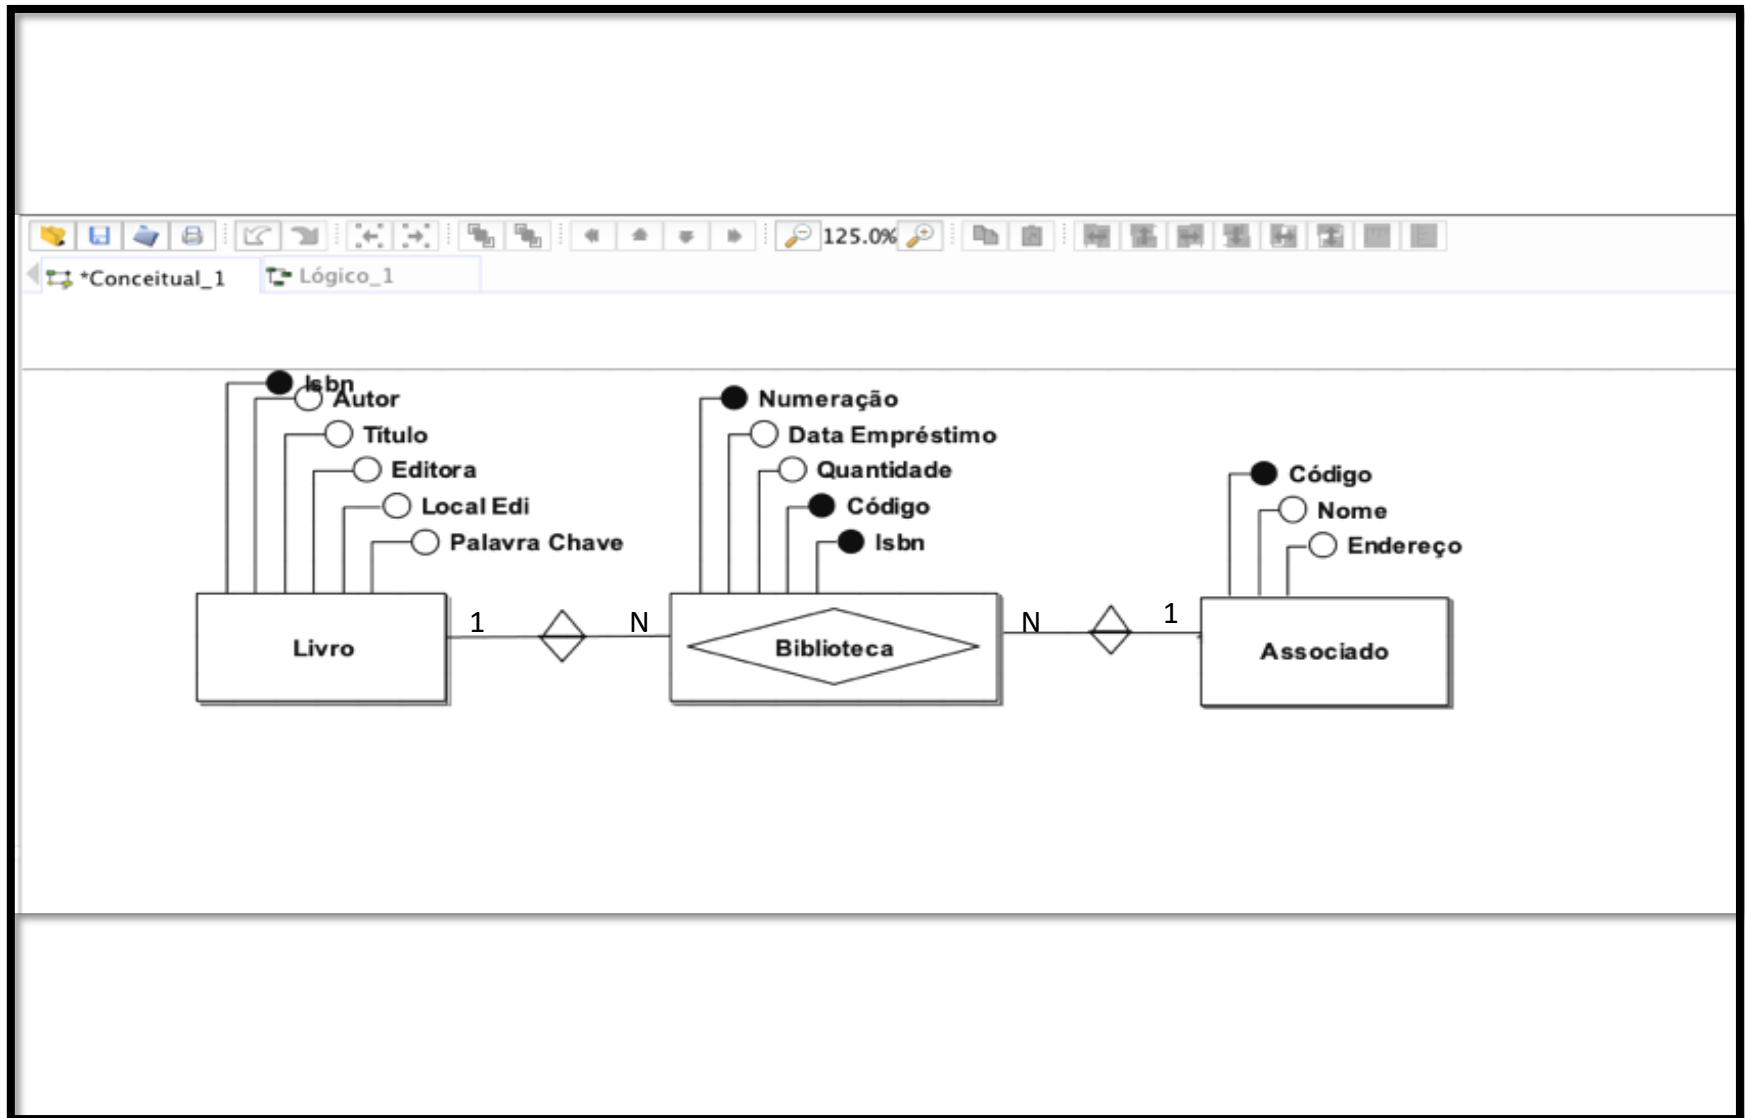 125.0%
*Conceitual_1
Lógico_1
Isbn
Autor
Título
Editora
Local Edi
Palavra Chave
Numeração
Data Empréstimo
Quantidade
Código
Isbn
Código
Nome
Endereço
1
N
N
1
Livro
Biblioteca
Associado